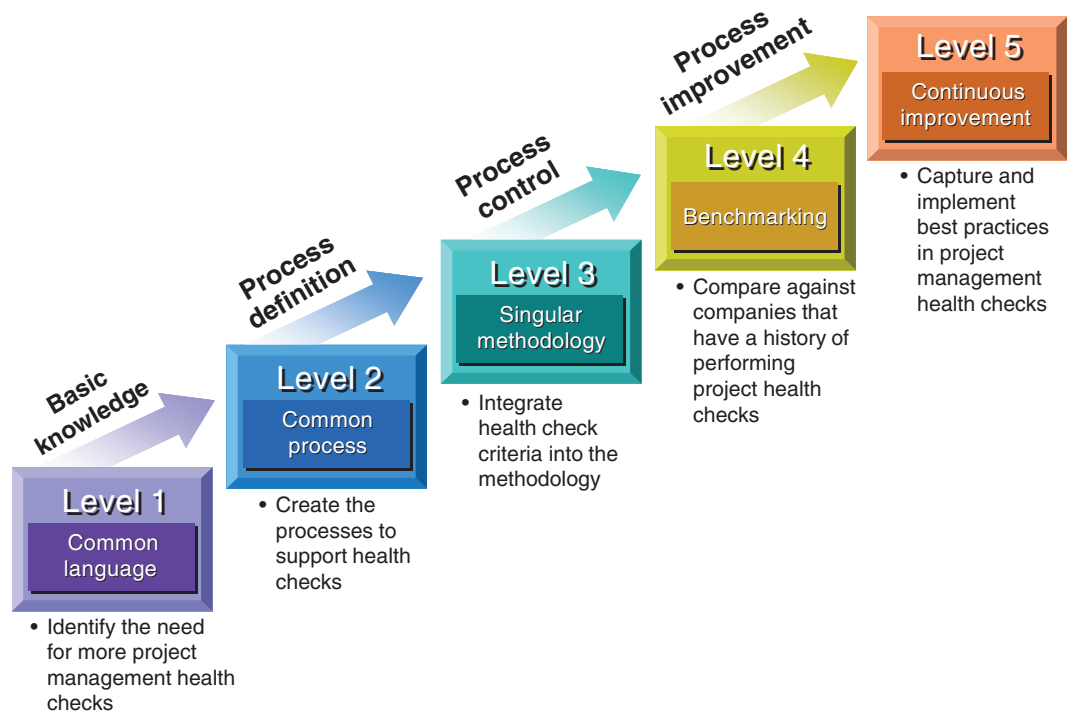 Level 1
Common
language
• Identify the need
for more project
management health
checks
Basic
knowledge
Level 2
Common
process
• Create the
processes to
support health
checks
Process
definition
Level 3
Singular
methodology
• Integrate
health check
criteria into the
methodology
Process
control
Level 4
Benchmarking
• Compare against
companies that
have a history of
performing
project health
checks
Process
improvement
Level 5
Continuous
improvement
• Capture and
implement
best practices
in project
management
health checks